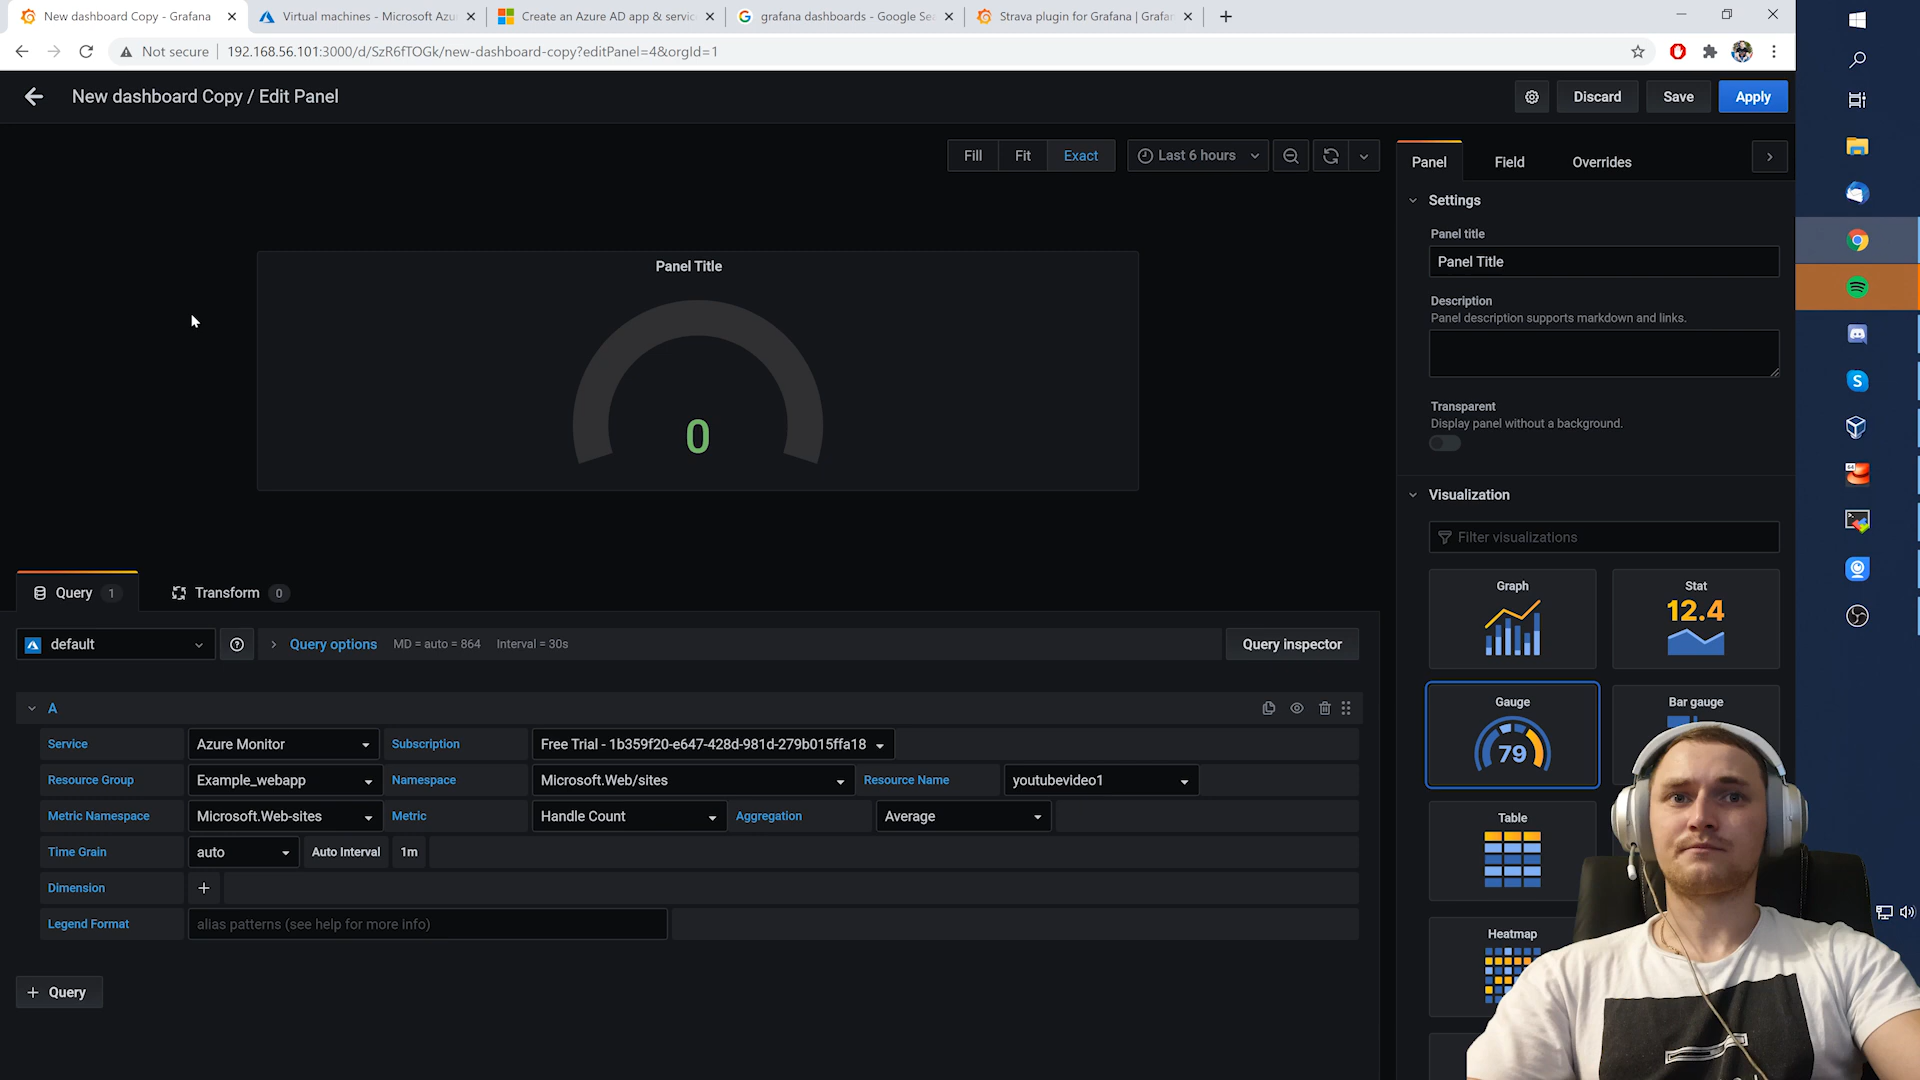 New dashboard Copy - Grafana
Virtual machines - Microsoft Azu
Create an Azure AD app & servic
grafana dashboards - Google Se
Strava plugin for Grafana | Grafan
Not secure
192.168.56.101:3000/d/SzR6fTOGk/new-dashboard-copy?editPanel=4&orgId=1
New dashboard Copy / Edit Panel
Discard
Save
Apply
Fill
Fit
Exact
Last 6 hours
Panel
Field
Overrides
Settings
Panel title
Panel Title
Description
Panel description supports markdown and links.
Transparent
Display panel without a background.
Panel Title
0
Visualization
Filter visualizations
Graph
Stat
12.4
Gauge
79
Bar gauge
Table
Heatmap
Query 1
Transform 0
default
Query options
MD = auto = 864
Interval = 30s
Query inspector
A
Service
Azure Monitor
Subscription
Free Trial - 1b359f20-e647-428d-981d-279b015ffa18
Resource Group
Example_webapp
Namespace
Microsoft.Web/sites
Resource Name
youtubevideo1
Metric Namespace
Microsoft.Web-sites
Metric
Handle Count
Aggregation
Average
Time Grain
auto
Auto Interval
1m
Dimension
+
Legend Format
alias patterns (see help for more info)
+ Query